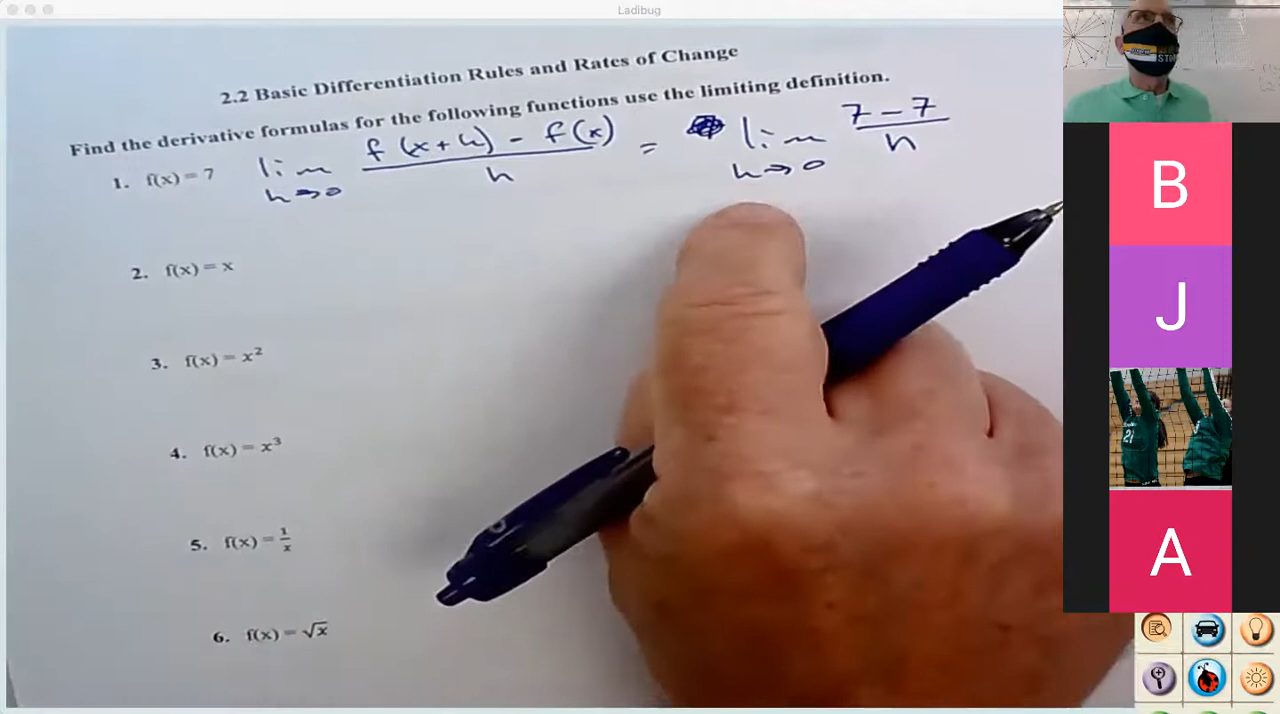 Ladibug
2.2 Basic Differentiation Rules and Rates of Change
Find the derivative formulas for the following functions use the limiting definition.
1. f(x) = 7 lim h→0 f(x+h) - f(x) / h = lim h→0 7-7 / h
2. f(x) = x
3. f(x) = x²
4. f(x) = x³
5. f(x) = 1/x
6. f(x) = √x
B
J
21
A